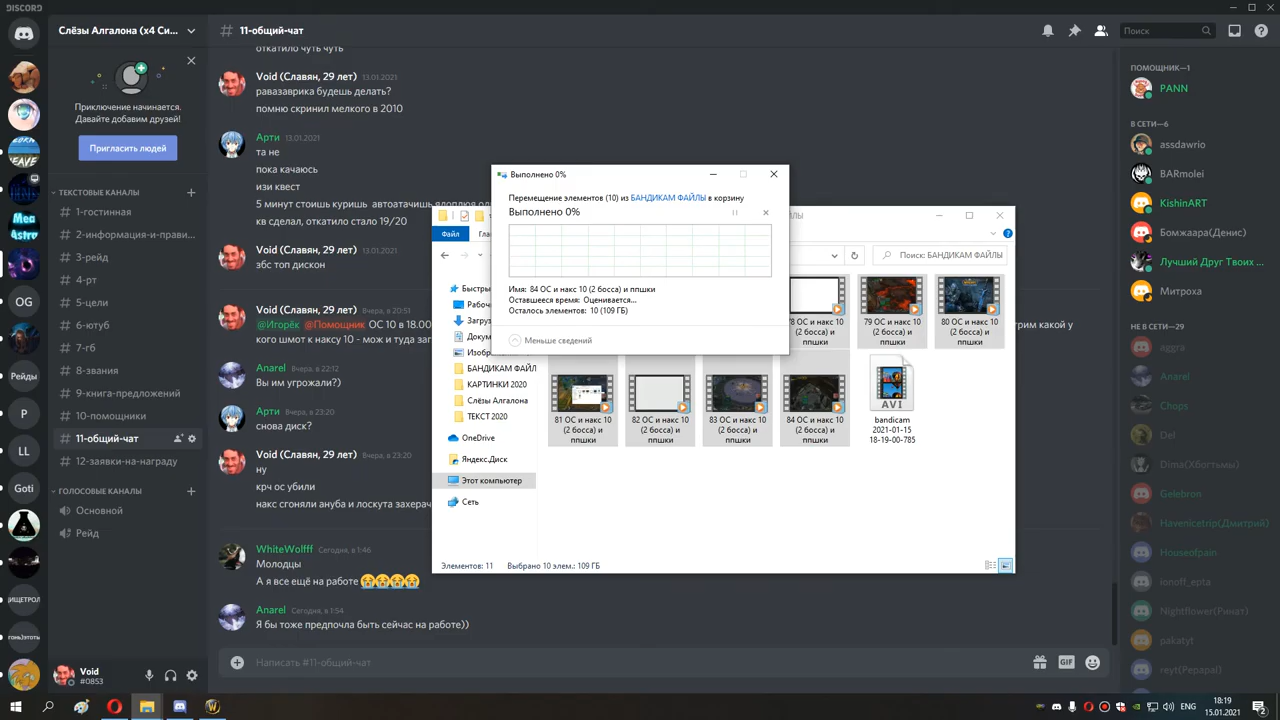 DISCORD
Слёзы Алгалона (x4 Си...
Приключение начинается.
Давайте добавим друзей!
Пригласить людей
ТЕКСТОВЫЕ КАНАЛЫ
1-гостинная
2-информация-и-прави...
3-рейд
4-рт
5-цели
6-ютуб
7-гб
8-звания
9-книга-предложений
10-помощники
11-общий-чат
12-заявки-на-награду
ГОЛОСОВЫЕ КАНАЛЫ
Основной
Рейд
Void
#0853
OG
EAVE
Меа
Астрал
Рейды
Р
С
LL
Goti
11-общий-чат
Поиск
откатило чуть чуть
Void (Славян, 29 лет) 13.01.2021
равазаврика будешь делать?
помню скринил мелкого в 2010
Арти 13.01.2021
та не
пока качаюсь
изи квест
5 минут стоишь куришь
кв сделал, откатило стало 19/20
Void (Славян, 29 лет) 13.01.2021
збс топ дискон
Void (Славян, 29 лет) Вчера, в 20:51
@Игорёк @Помощник ОС 10 в 18.00
кого шмот к наксу 10 - мож и туда
Anarel Вчера, в 22:12
Вы им угрожали?)
Арти Вчера, в 23:20
снова диск?
Void (Славян, 29 лет) Вчера, в 23:20
ну
крч ос убили
накс сгоняли ануба и лоскута
WhiteWolfff Сегодня, в 1:46
Молодцы
А я все ещё на работе 😭😭😭😭
Anarel Сегодня, в 1:54
Я бы тоже предпочла быть сейчас на работе))
Написать #11-общий-чат
GIF
Выполнено 0%
Перемещение элементов (10) из БАНДИКАМ ФАЙЛЫ в корзину
Выполнено 0%
Имя: 84 ОС и накс 10 (2 босса) и ппшки
Оставшееся время: Оценивается...
Осталось элементов: 10 (109 ГБ)
Меньше сведений
Файл
Поиск: БАНДИКАМ ФАЙЛЫ
БАНДИКАМ ФАЙЛ
КАРТИНКИ 2020
Слёзы Алгалона
ТЕКСТ 2020
OneDrive
Яндекс.Диск
Этот компьютер
Сеть
78 ОС и накс 10 (2 босса) и ппшки
79 ОС и накс 10 (2 босса) и ппшки
80 ОС и накс 10 (2 босса) и ппшки
81 ОС и накс 10 (2 босса) и ппшки
82 ОС и накс 10 (2 босса) и ппшки
83 ОС и накс 10 (2 босса) и ппшки
84 ОС и накс 10 (2 босса) и ппшки
AVI
bandicam 2021-01-15 18-19-00-785
Элементов: 11
Выбрано 10 элем.: 109 ГБ
ПОМОЩНИК—1
PANN
В СЕТИ—6
assdawrio
BARmolei
KishinART
Бомжаара(Денис)
Лучший Друг Твоих ...
Митроха
НЕ В СЕТИ—29
aggra
Anarel
Chops
Del
Dima(Хбогтымы)
Gelebron
Havenicetrip(Дмитрий)
Houseofpain
ionoff_epta
Nightflower(Ринат)
pakatyt
reyt(Pepapal)
ENG
18:19
15.01.2021